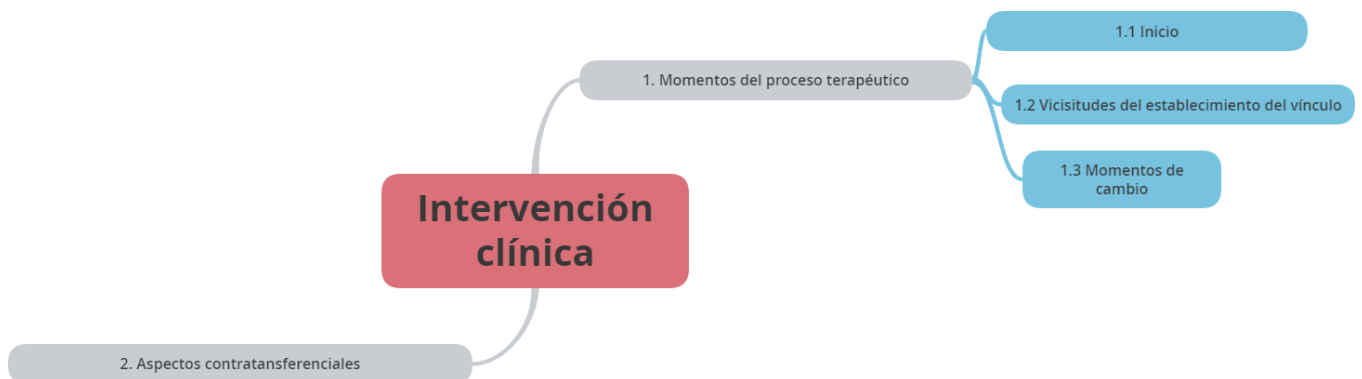 1.1 Inicio
1. Momentos del proceso terapéutico
1.2 Vicisitudes del establecimiento del vínculo
1.3 Momentos de
cambio
Intervención
clínica
2. Aspectos contratansferenciales